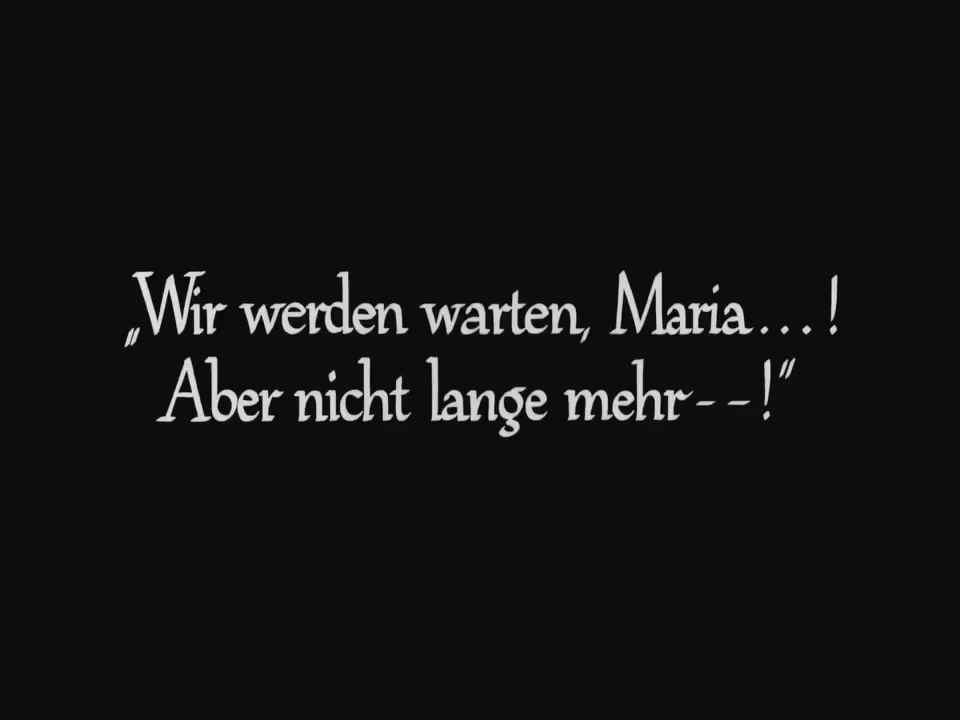 „Wir werden warten, Maria...!
Aber nicht lange mehr--!“